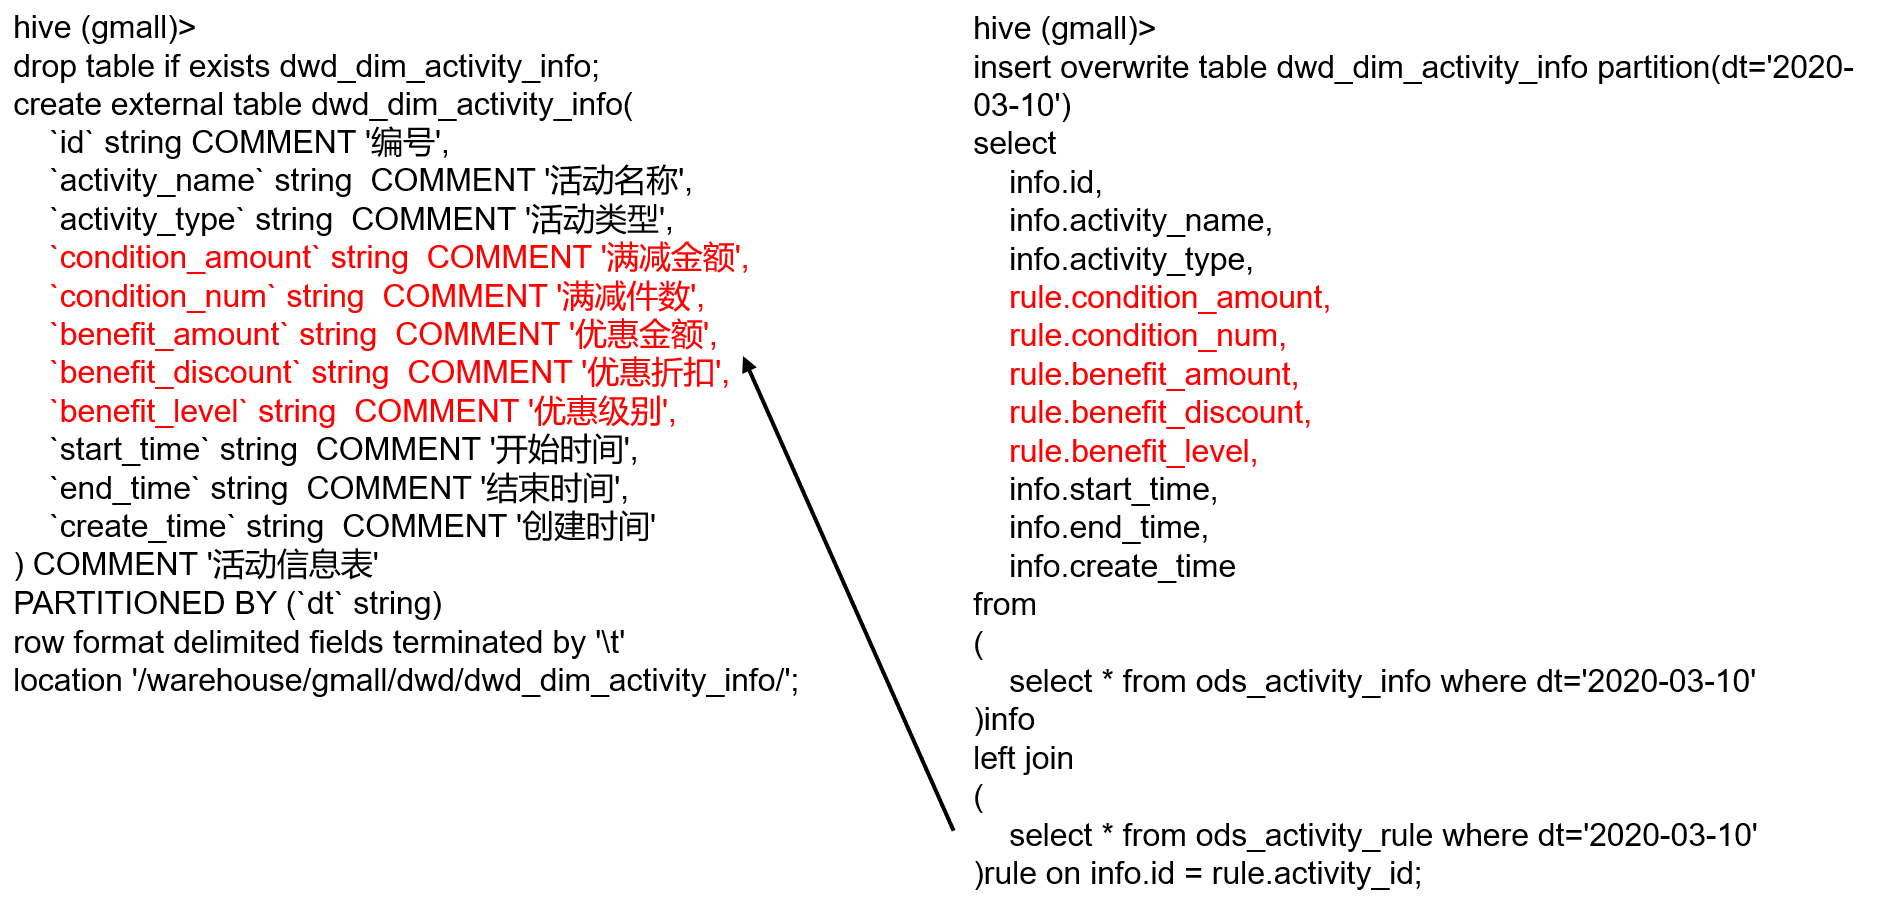 hive (gmall)>
drop table if exists dwd_dim_activity_info;
create external table dwd_dim_activity_info(
    `id` string COMMENT '编号',
    `activity_name` string  COMMENT '活动名称',
    `activity_type` string  COMMENT '活动类型',
    `condition_amount` string  COMMENT '满减金额',
    `condition_num` string  COMMENT '满减件数',
    `benefit_amount` string  COMMENT '优惠金额',
    `benefit_discount` string  COMMENT '优惠折扣',
    `benefit_level` string  COMMENT '优惠级别',
    `start_time` string  COMMENT '开始时间',
    `end_time` string  COMMENT '结束时间',
    `create_time` string  COMMENT '创建时间'
) COMMENT '活动信息表'
PARTITIONED BY (`dt` string)
row format delimited fields terminated by '\t'
location '/warehouse/gmall/dwd/dwd_dim_activity_info/';
hive (gmall)>
insert overwrite table dwd_dim_activity_info partition(dt='2020-
03-10')
select
    info.id,
    info.activity_name,
    info.activity_type,
    rule.condition_amount,
    rule.condition_num,
    rule.benefit_amount,
    rule.benefit_discount,
    rule.benefit_level,
    info.start_time,
    info.end_time,
    info.create_time
from
(
    select * from ods_activity_info where dt='2020-03-10'
)info
left join
(
    select * from ods_activity_rule where dt='2020-03-10'
)rule on info.id = rule.activity_id;